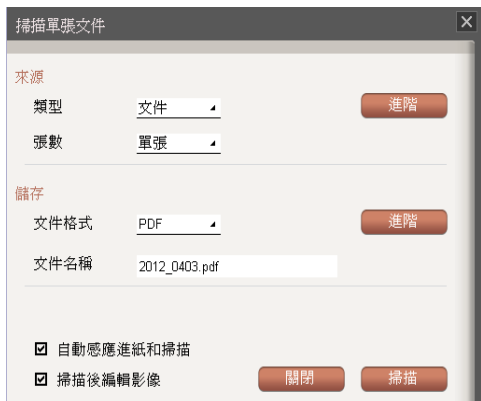 掃描單張文件
來源
類型 文件 進階
張數 單張
儲存
文件格式 PDF 進階
文件名稱 2012_0403.pdf
自動感應進紙和掃描
掃描後編輯影像 關閉 掃描